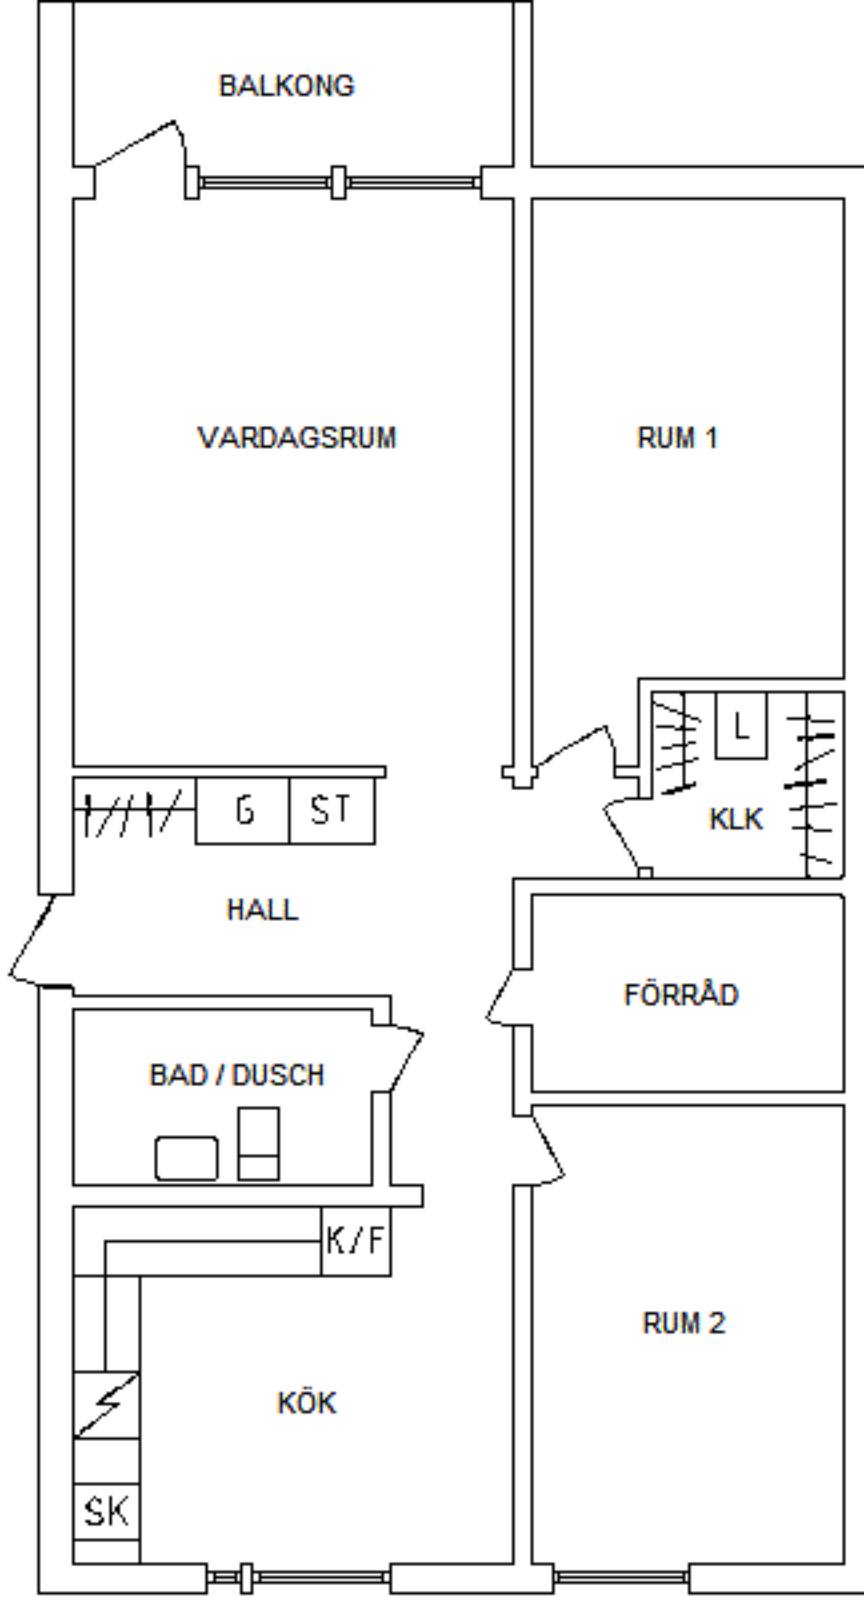 BALKONG
VARDAGSRUM
RUM 1
L
G
ST
KLK
HALL
FÖRRÅD
BAD / DUSCH
K/F
RUM 2
KÖK
SK